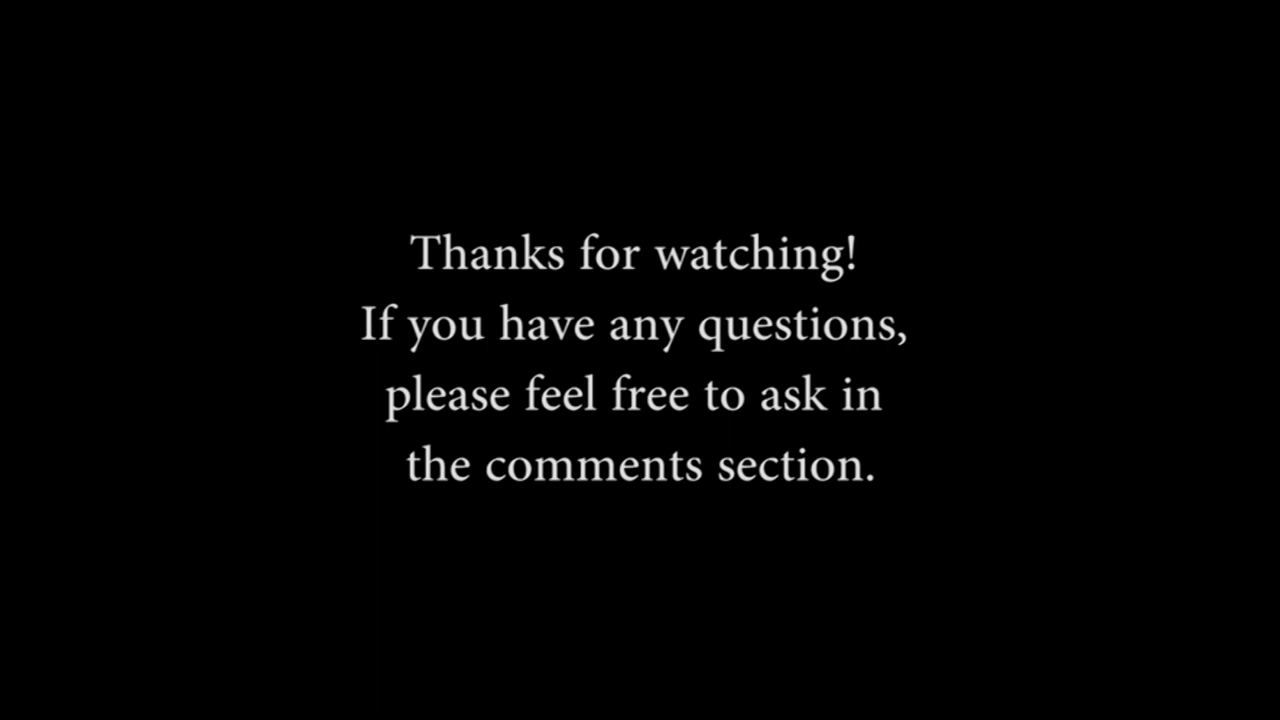 Thanks for watching!
If you have any questions,
please feel free to ask in
the comments section.